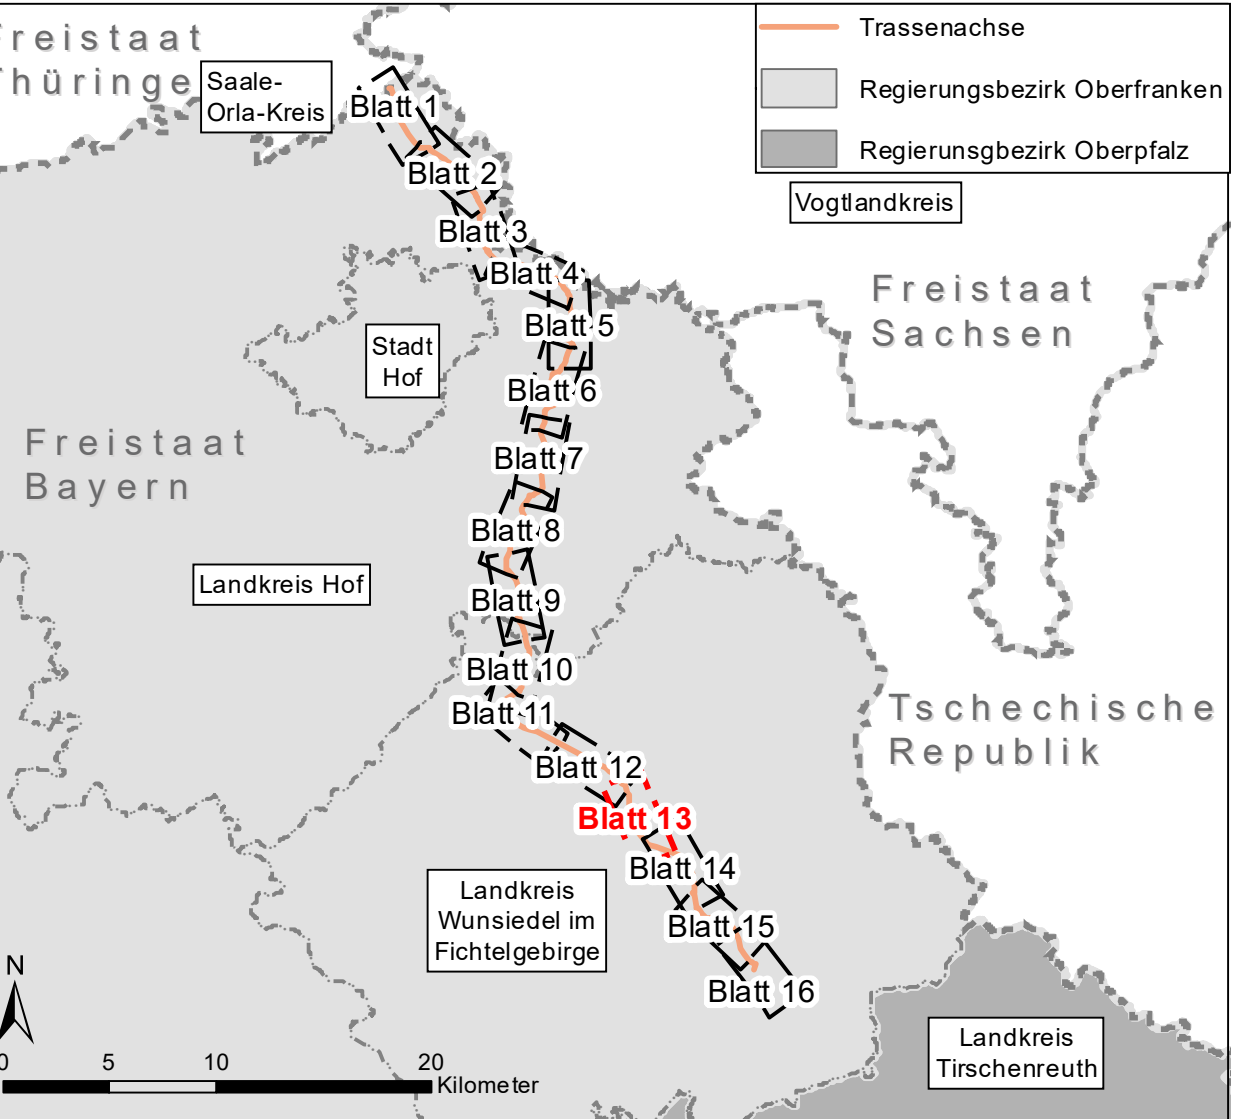 Freistaat
Thüringe
Saale-
Orla-Kreis
Trassenachse
Regierungsbezirk Oberfranken
Regierunsgbezirk Oberpfalz
Vogtlandkreis
Freistaat
Sachsen
Blatt 1
Blatt 2
Blatt 3
Blatt 4
Blatt 5
Stadt
Hof
Blatt 6
Freistaat
Bayern
Blatt 7
Blatt 8
Landkreis Hof
Blatt 9
Blatt 10
Blatt 11
Tschechische
Republik
Blatt 12
Blatt 13
Blatt 14
Landkreis
Wunsiedel im
Fichtelgebirge
Blatt 15
Blatt 16
N
0 5 10 20
Kilometer
Landkreis
Tirschenreuth